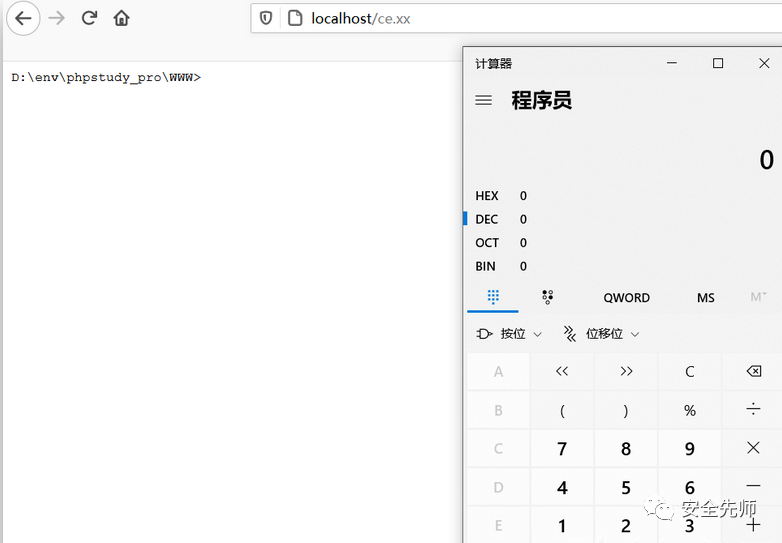 localhost/ce.xx
D:\env\phpstudy_pro\WWW>
计算器
程序员
0
HEX 0
DEC 0
OCT 0
BIN 0
QWORD MS M
按位 位移位
A << >> C
B ( ) % ÷
C 7 8 9 ×
D 4 5 6 −
E 1 2 3 +
安全先师